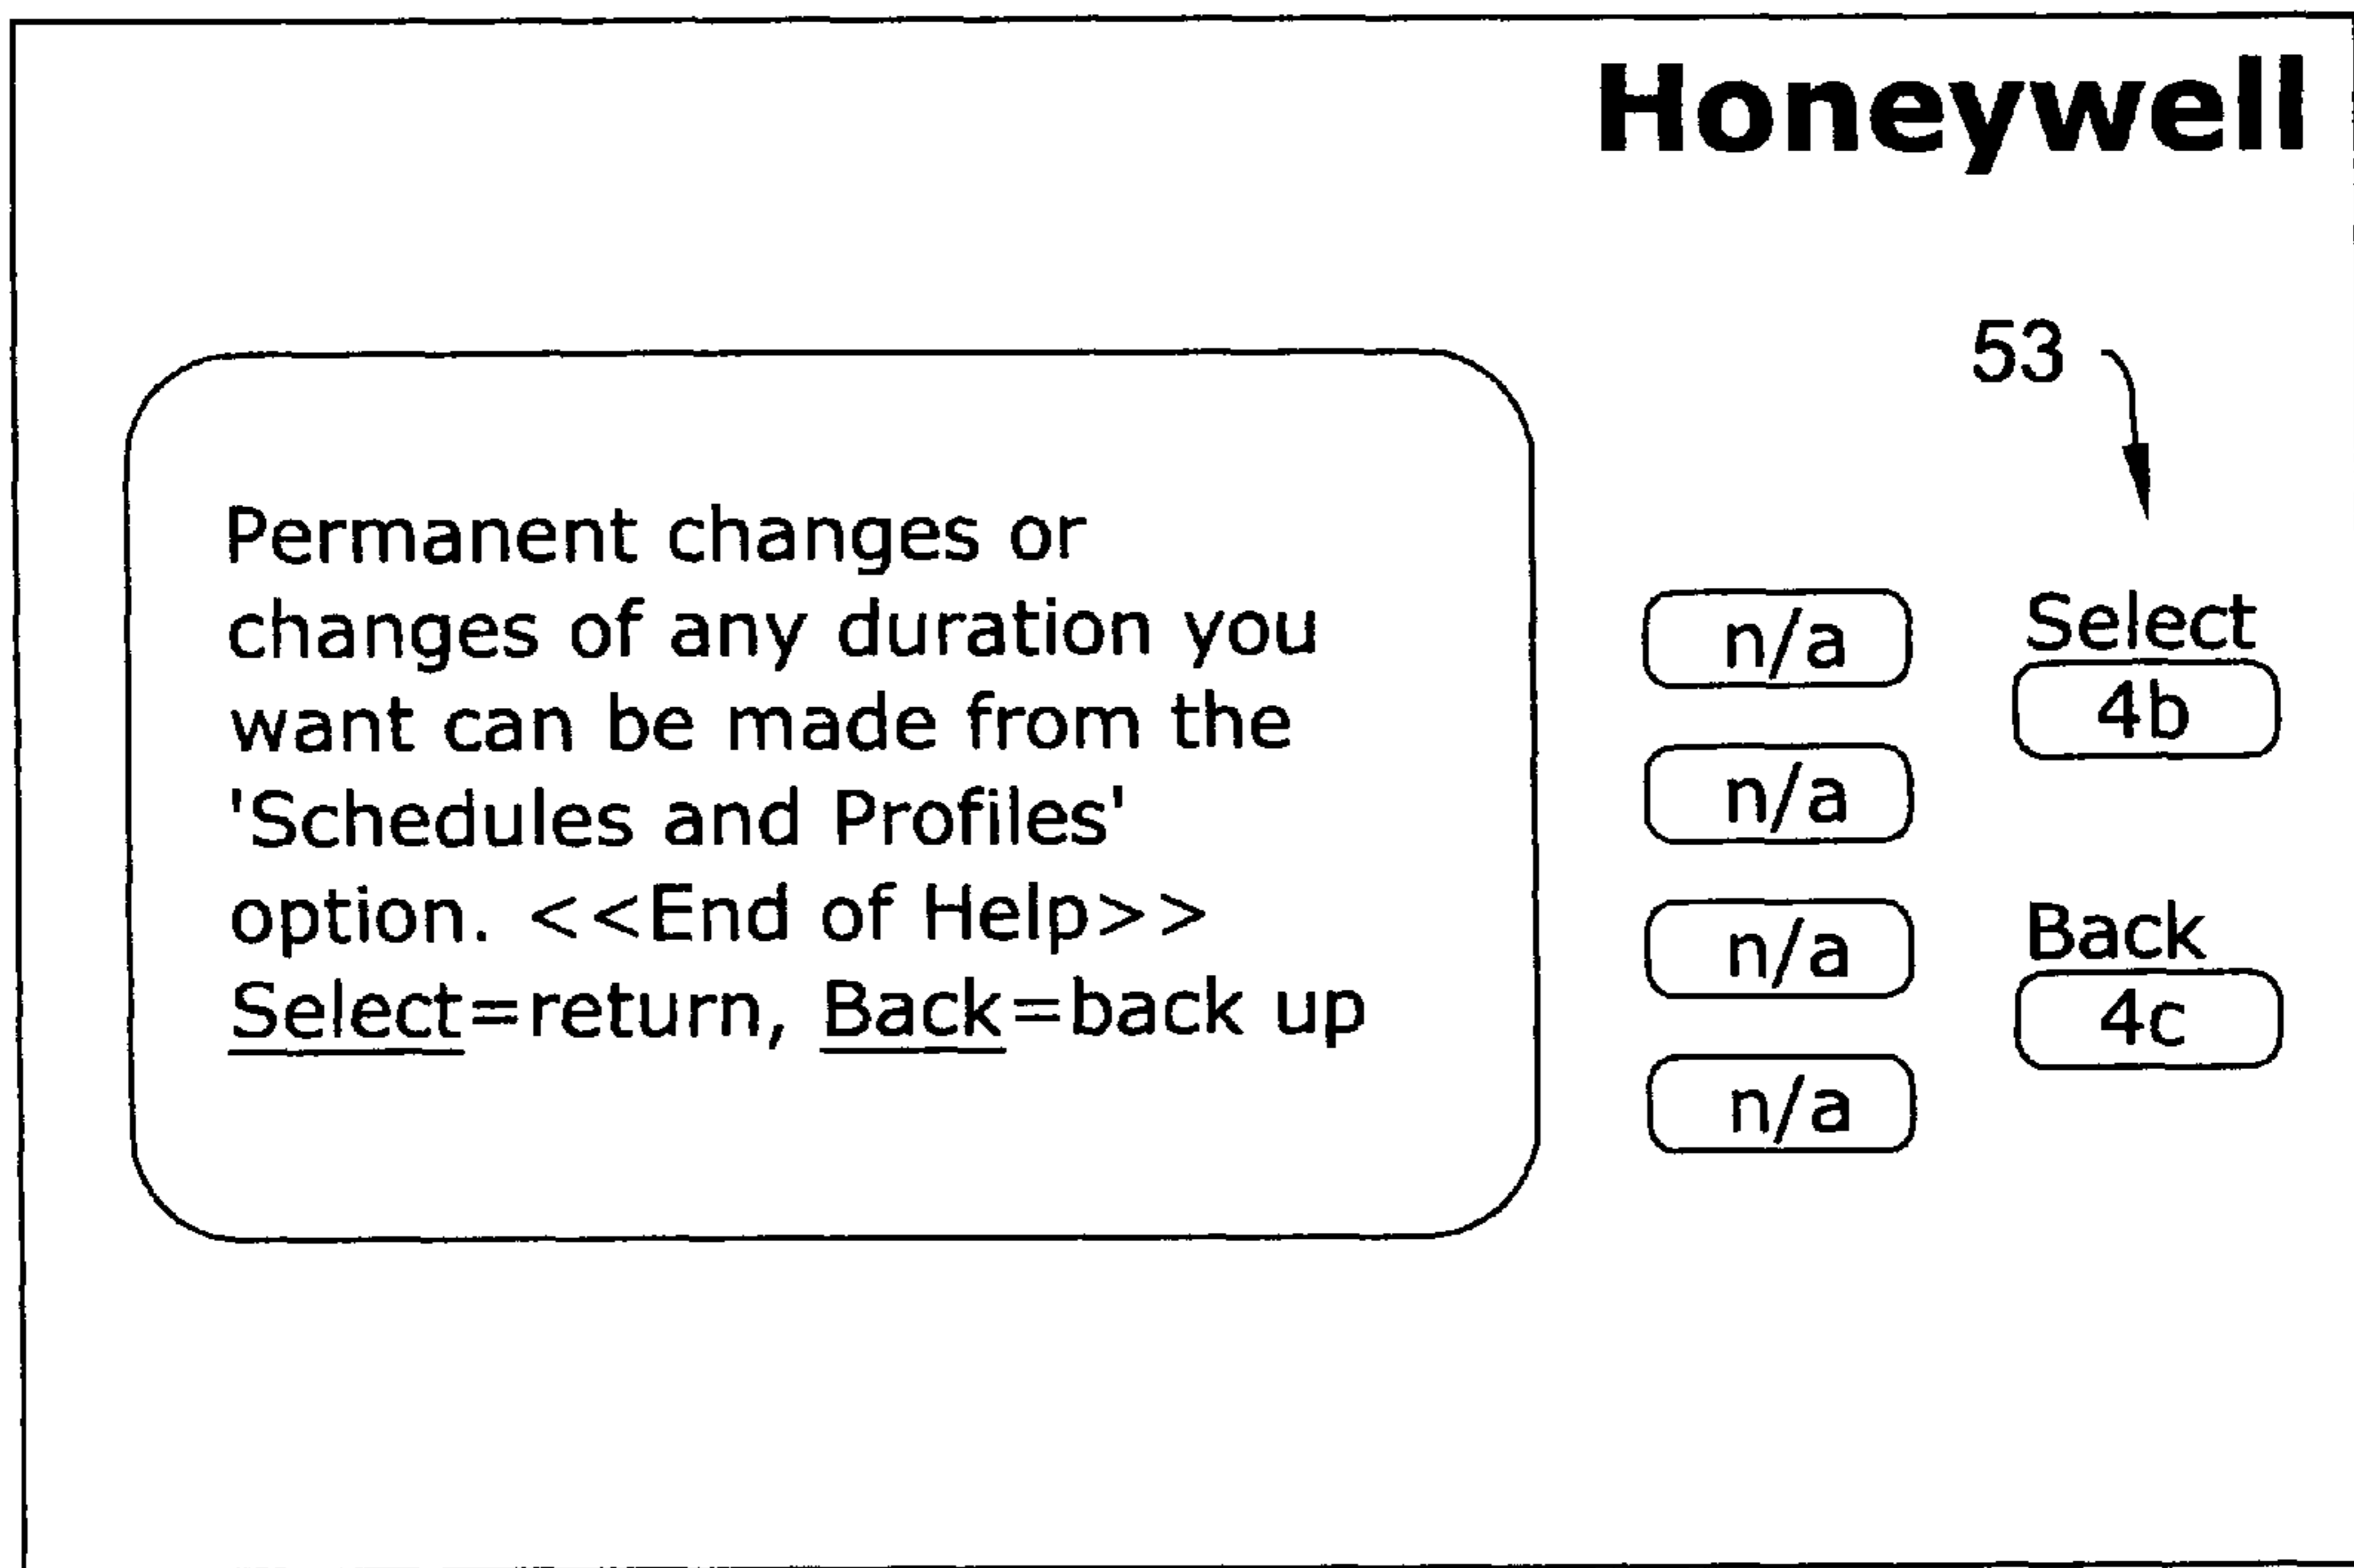 Honeywell
53
Permanent changes or
changes of any duration you
want can be made from the
'Schedules and Profiles'
option. <<End of Help>>
Select=return, Back=back up
n/a
n/a
n/a
n/a
Select
4b
Back
4c